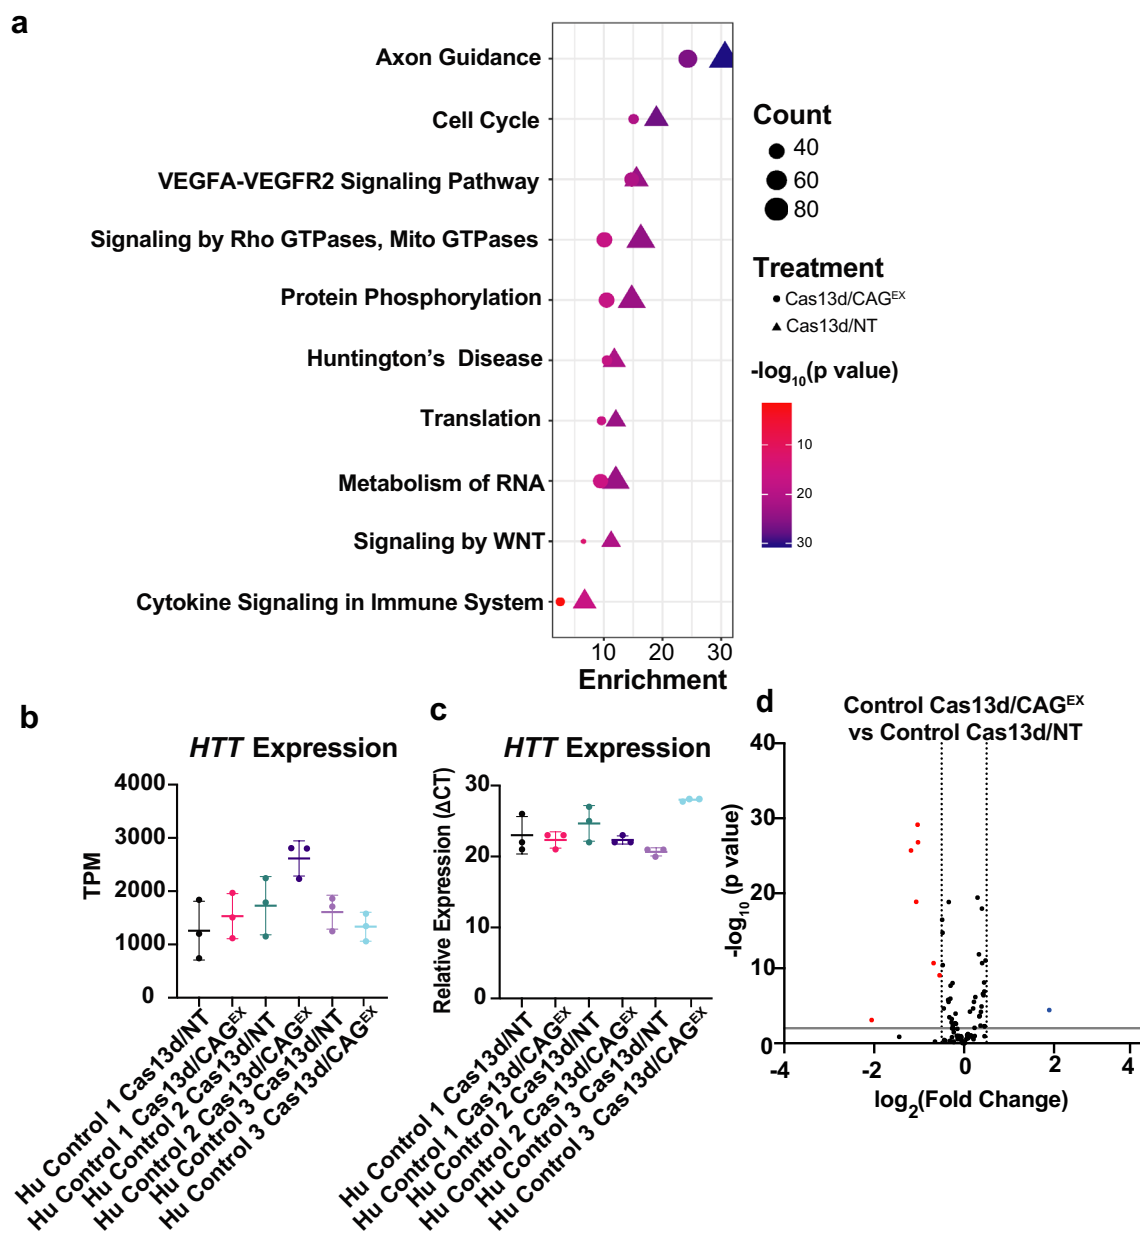 a
Axon Guidance
Cell Cycle
VEGFA-VEGFR2 Signaling Pathway
Signaling by Rho GTPases, Mito GTPases
Protein Phosphorylation
Huntington’s Disease
Translation
Metabolism of RNA
Signaling by WNT
Cytokine Signaling in Immune System
10 20 30
Enrichment
Count
40
60
80
Treatment
Cas13d/CAGEX
Cas13d/NT
-log10(p value)
10
20
30
b
HTT Expression
TPM
4000
3000
2000
1000
0
Hu Control 1 Cas13d/NT
Hu Control 1 Cas13d/CAGEX
Hu Control 2 Cas13d/NT
Hu Control 2 Cas13d/CAGEX
Hu Control 3 Cas13d/NT
Hu Control 3 Cas13d/CAGEX
c
HTT Expression
Relative Expression (ΔCT)
30
20
10
0
Hu Control 1 Cas13d/NT
Hu Control 1 Cas13d/CAGEX
Hu Control 2 Cas13d/NT
Hu Control 2 Cas13d/CAGEX
Hu Control 3 Cas13d/NT
Hu Control 3 Cas13d/CAGEX
d
Control Cas13d/CAGEX
vs Control Cas13d/NT
-log10 (p value)
40
30
20
10
0
-4 -2 0 2 4
log2(Fold Change)